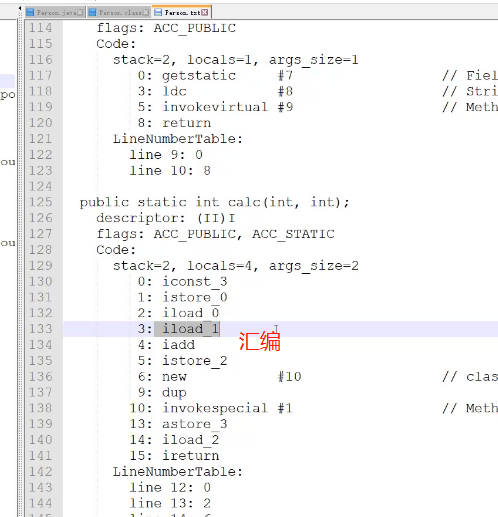 Person.java Person.class Person.txt
114 flags: ACC_PUBLIC
115 Code:
116 stack=2, locals=1, args_size=1
117 0: getstatic #7 // Fiel
118 3: ldc #8 // Stri
119 5: invokevirtual #9 // Meth
120 8: return
121 LineNumberTable:
122 line 9: 0
123 line 10: 8
124
125 public static int calc(int, int);
126 descriptor: (II)I
127 flags: ACC_PUBLIC, ACC_STATIC
128 Code:
129 stack=2, locals=4, args_size=2
130 0: iconst_3
131 1: istore_0
132 2: iload_0
133 3: iload_1
134 4: iadd
汇编
135 5: istore_2
136 6: new #10 // clas
137 9: dup
138 10: invokespecial #1 // Meth
139 13: astore_3
140 14: iload_2
141 15: ireturn
142 LineNumberTable:
143 line 12: 0
144 line 13: 2
po
ou
ou